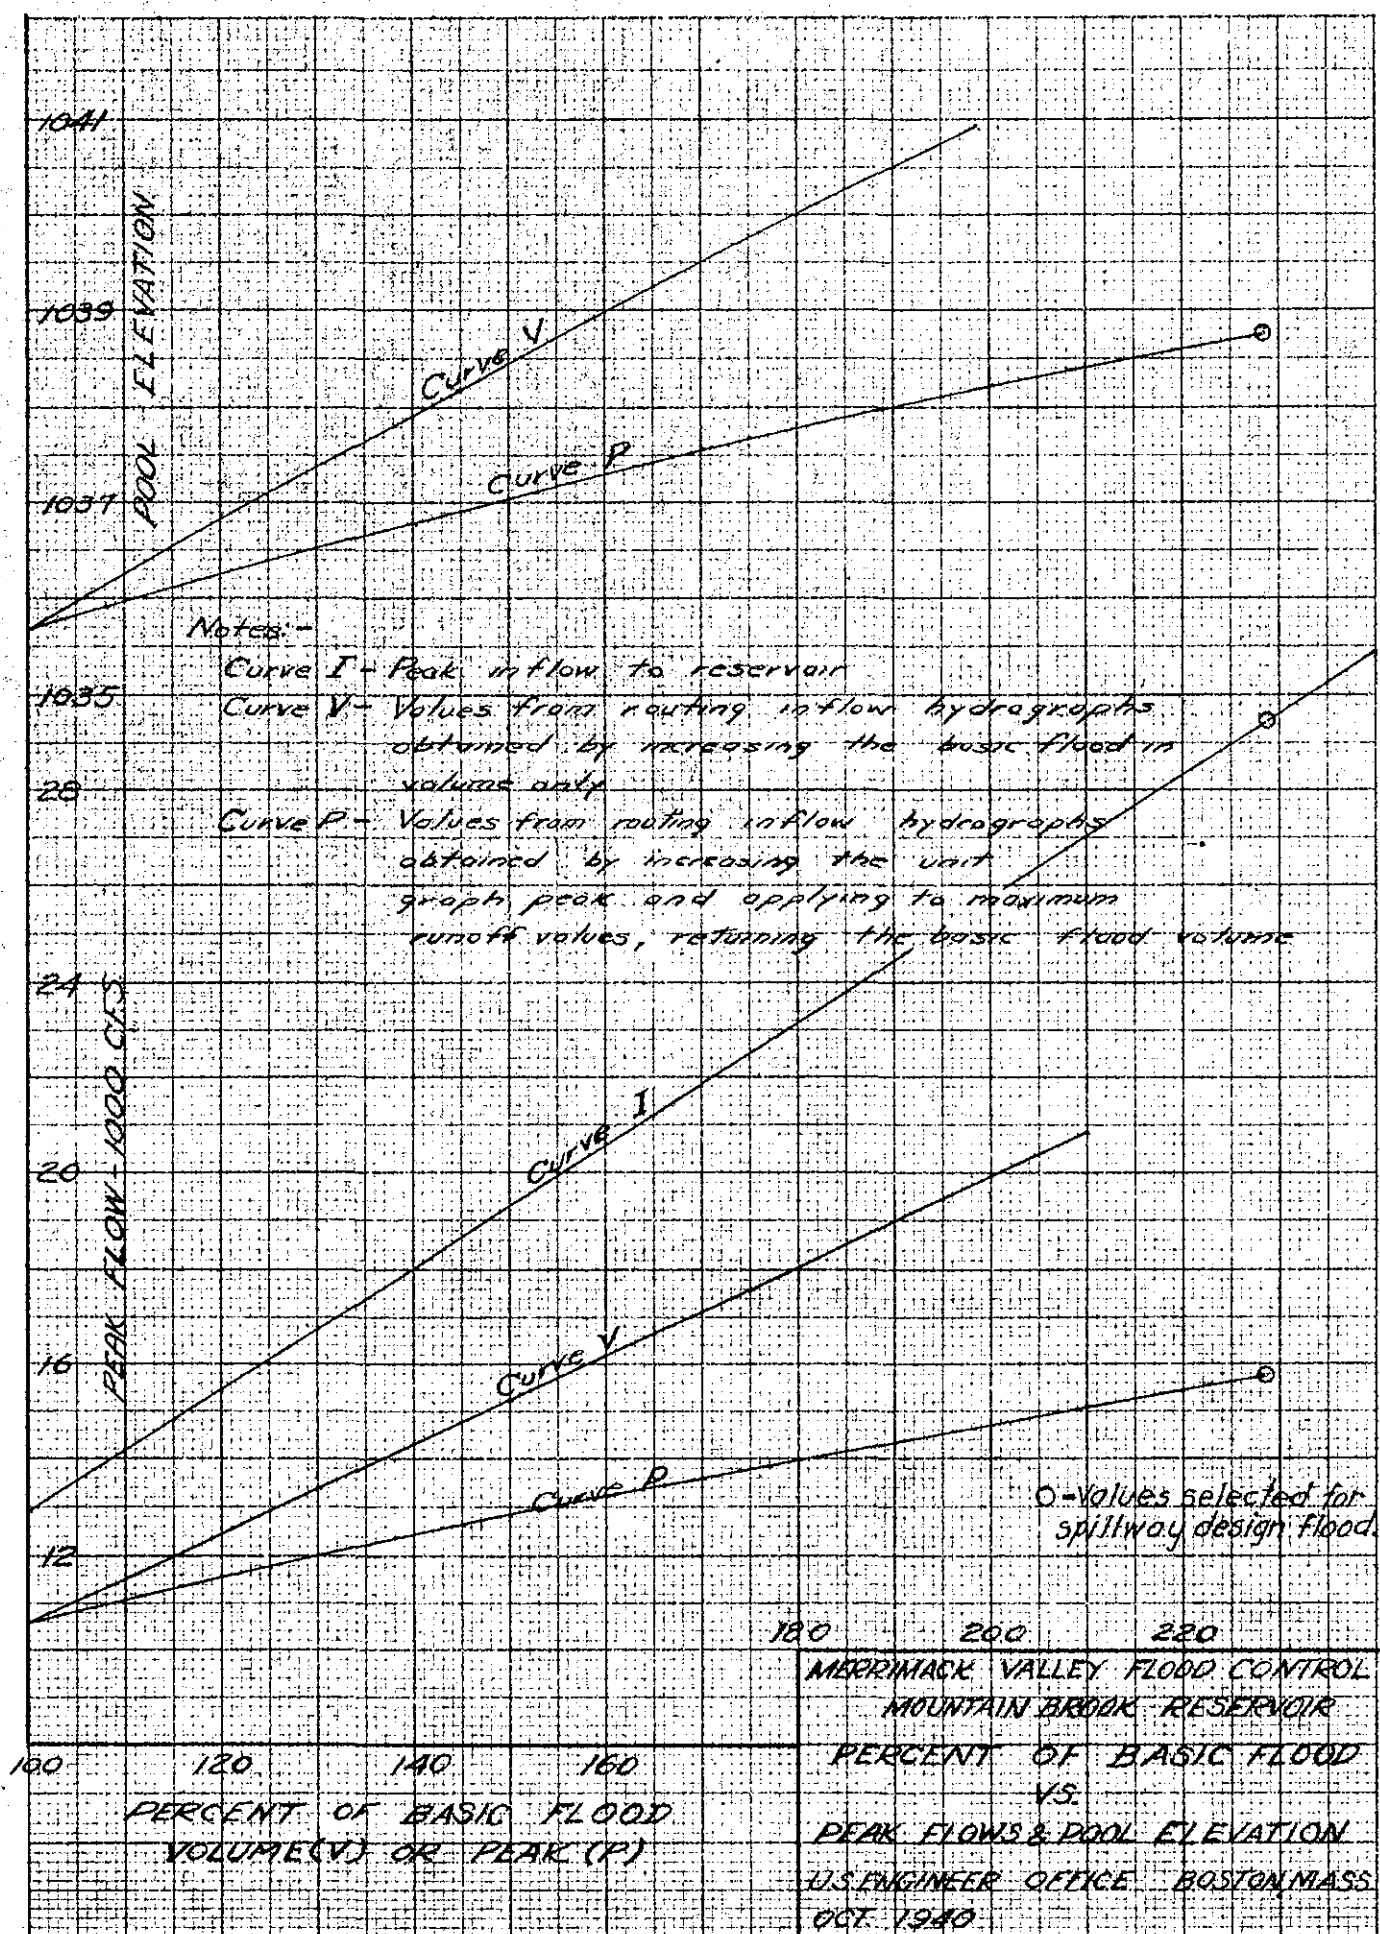 1041
1039
1037
1035
POOL ELEVATION
Curve V
Curve P
Notes:-
Curve I - Peak inflow to reservoir
Curve V - Values from routing inflow hydrographs
obtained by increasing the basic flood in
volume only
Curve P - Values from routing inflow hydrographs
obtained by increasing the unit
graph peak and applying to maximum
runoff values, retuining the basic flood volume
28
24
20
16
12
PEAK FLOW-1000 C.F.S.
Curve I
Curve V
Curve P
O-Values selected for
spillway design flood.
180 200 220
100 120 140 160
PERCENT OF BASIC FLOOD
VOLUME(V) OR PEAK (P)
MERRIMACK VALLEY FLOOD CONTROL
MOUNTAIN BROOK RESERVOIR
PERCENT OF BASIC FLOOD
VS.
PEAK FLOWS & POOL ELEVATION
U.S. ENGINEER OFFICE BOSTON, MASS
OCT. 1940